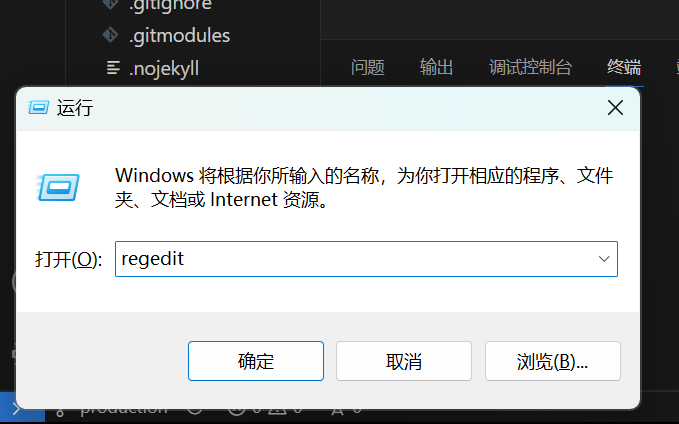 .gitignore
.gitmodules
.nojekyll
问题 输出 调试控制台 终端
运行
Windows 将根据你所输入的名称，为你打开相应的程序、文件
夹、文档或 Internet 资源。
打开(O): regedit
确定 取消 浏览(B)...
production